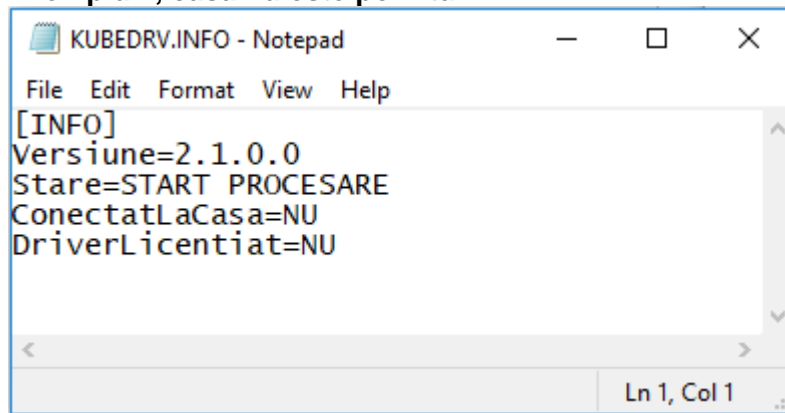 KUBEDRV.INFO - Notepad
File Edit Format View Help
[INFO]
Versiune=2.1.0.0
Stare=START PROCESARE
ConectatLaCasa=NU
DriverLicentiat=NU
Ln 1, Col 1